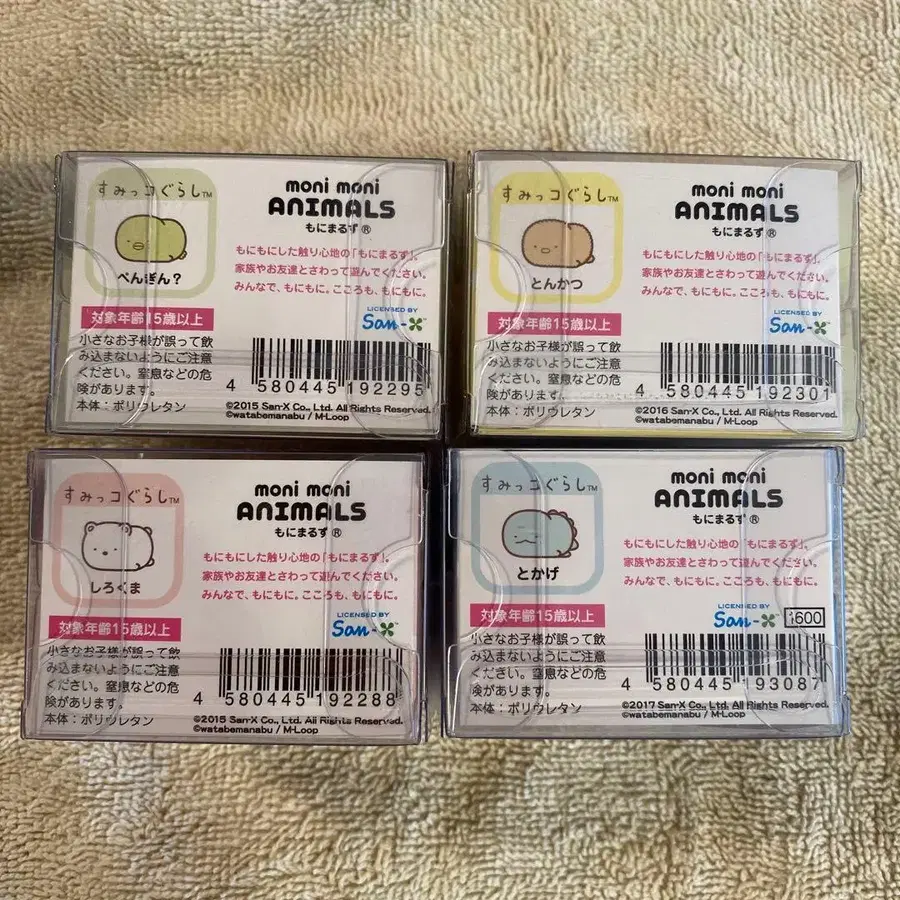 すみっコぐらし™
ぺんぎん？
moni moni
ANIMALS
もにまるず®
もにもにした触り心地の「もにまるず」。
家族やお友達とさわって遊んでください。
みんなで、もにもに。こころも、もにもに。
対象年齢15歳以上
LICENSED BY
San-X™
小さなお子様が誤って飲
み込まないようにご注意
ください。窒息などの危
険があります。
本体：ポリウレタン
4 580445 192295
©2015 San-X Co., Ltd. All Rights Reserved.
©watabemanabu / M-Loop
すみっコぐらし™
とんかつ
moni moni
ANIMALS
もにまるず®
もにもにした触り心地の「もにまるず」。
家族やお友達とさわって遊んでください。
みんなで、もにもに。こころも、もにもに。
対象年齢15歳以上
LICENSED BY
San-X™
小さなお子様が誤って飲
み込まないようにご注意
ください。窒息などの危
険があります。
本体：ポリウレタン
4 580445 192301
©2016 San-X Co., Ltd. All Rights Reserved.
©watabemanabu / M-Loop
すみっコぐらし™
しろくま
moni moni
ANIMALS
もにまるず®
もにもにした触り心地の「もにまるず」。
家族やお友達とさわって遊んでください。
みんなで、もにもに。こころも、もにもに。
対象年齢15歳以上
LICENSED BY
San-X™
小さなお子様が誤って飲
み込まないようにご注意
ください。窒息などの危
険があります。
本体：ポリウレタン
4 580445 192288
©2015 San-X Co., Ltd. All Rights Reserved.
©watabemanabu / M-Loop
すみっコぐらし™
とかげ
moni moni
ANIMALS
もにまるず®
もにもにした触り心地の「もにまるず」。
家族やお友達とさわって遊んでください。
みんなで、もにもに。こころも、もにもに。
対象年齢15歳以上
LICENSED BY
San-X™
1600
小さなお子様が誤って飲
み込まないようにご注意
ください。窒息などの危
険があります。
本体：ポリウレタン
4 580445 193087
©2017 San-X Co., Ltd. All Rights Reserved.
©watabemanabu / M-Loop